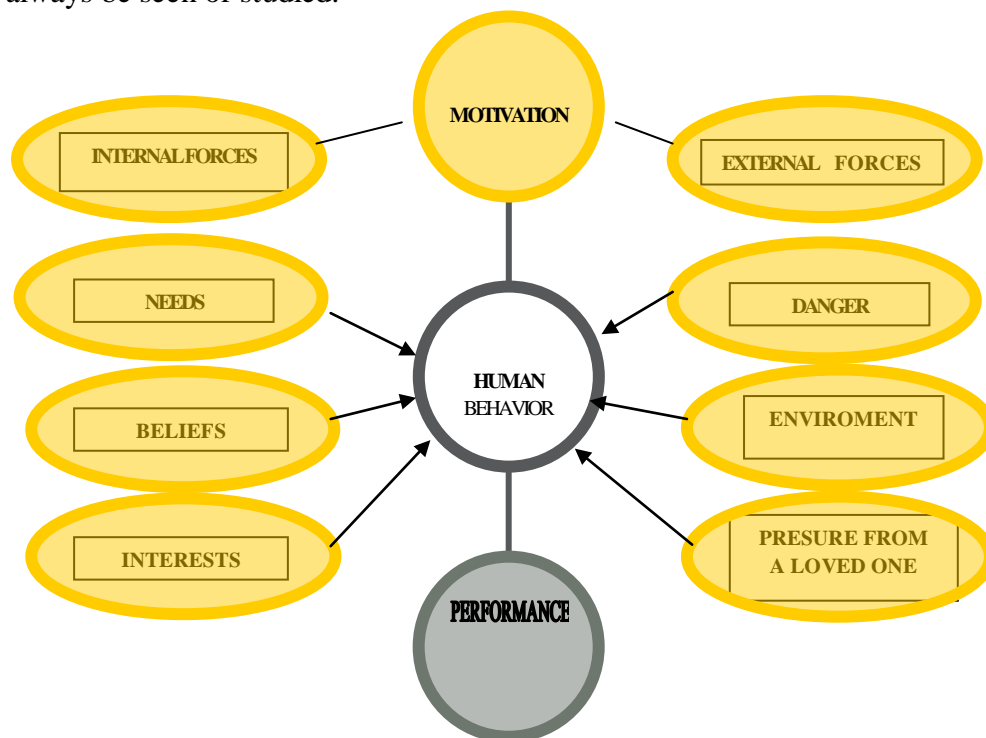 always be seen or studied.
MOTIVATION
INTERNAL FORCES
EXTERNAL FORCES
NEEDS
DANGER
HUMAN
BEHAVIOR
BELIEFS
ENVIROMENT
INTERESTS
PRESURE FROM
A LOVED ONE
PERFORMANCE